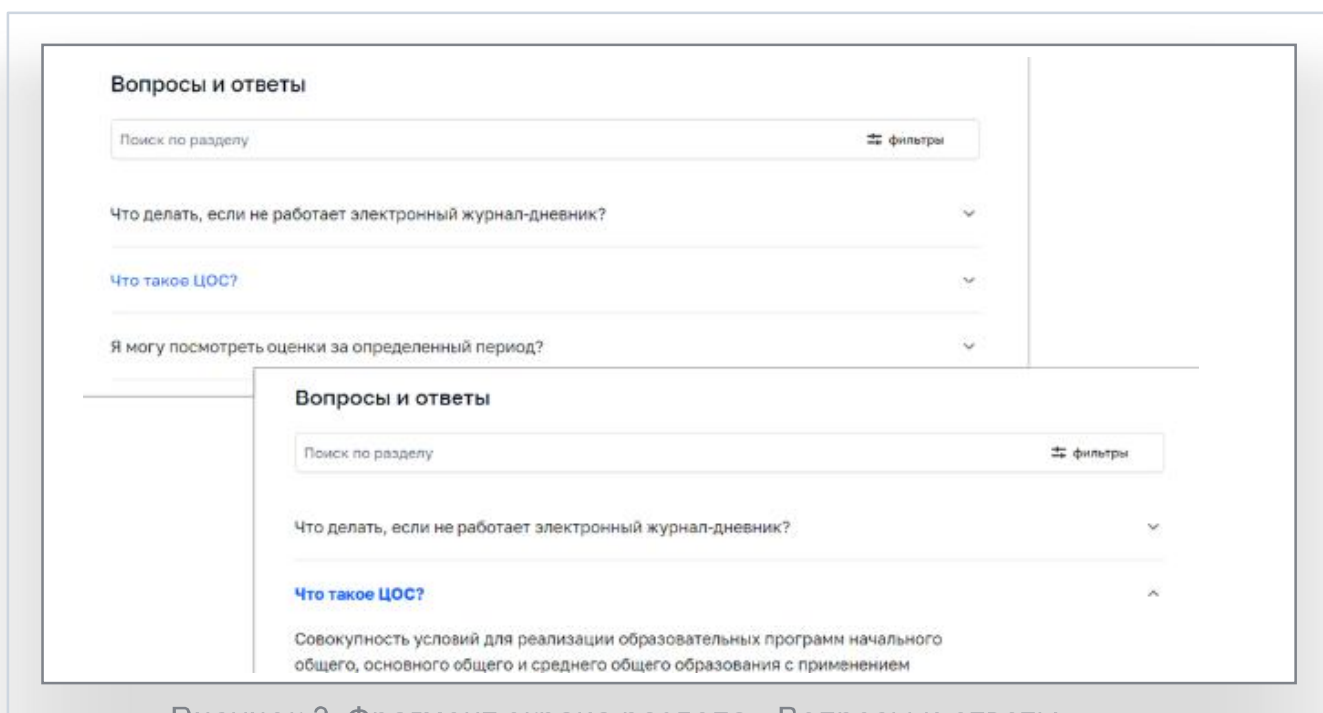 Вопросы и ответы
Поиск по разделу
фильтры
Что делать, если не работает электронный журнал-дневник?
Что такое ЦОС?
Я могу посмотреть оценки за определенный период?
Вопросы и ответы
Поиск по разделу
фильтры
Что делать, если не работает электронный журнал-дневник?
Что такое ЦОС?
Совокупность условий для реализации образовательных программ начального
общего, основного общего и среднего общего образования с применением